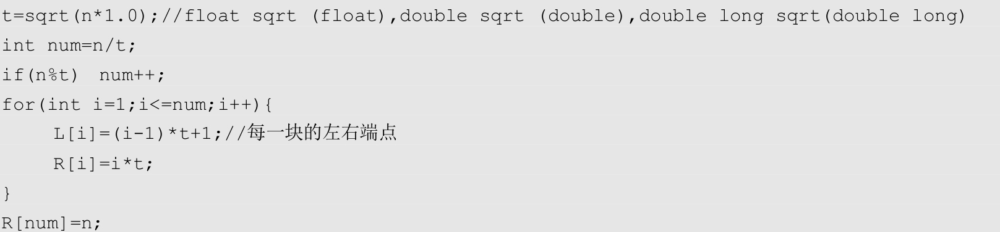 t=sqrt(n*1.0);//float sqrt (float),double sqrt (double),double long sqrt(double long)
int num=n/t;
if(n%t)  num++;
for(int i=1;i<=num;i++){
    L[i]=(i-1)*t+1;//每一块的左右端点
    R[i]=i*t;
}
R[num]=n;